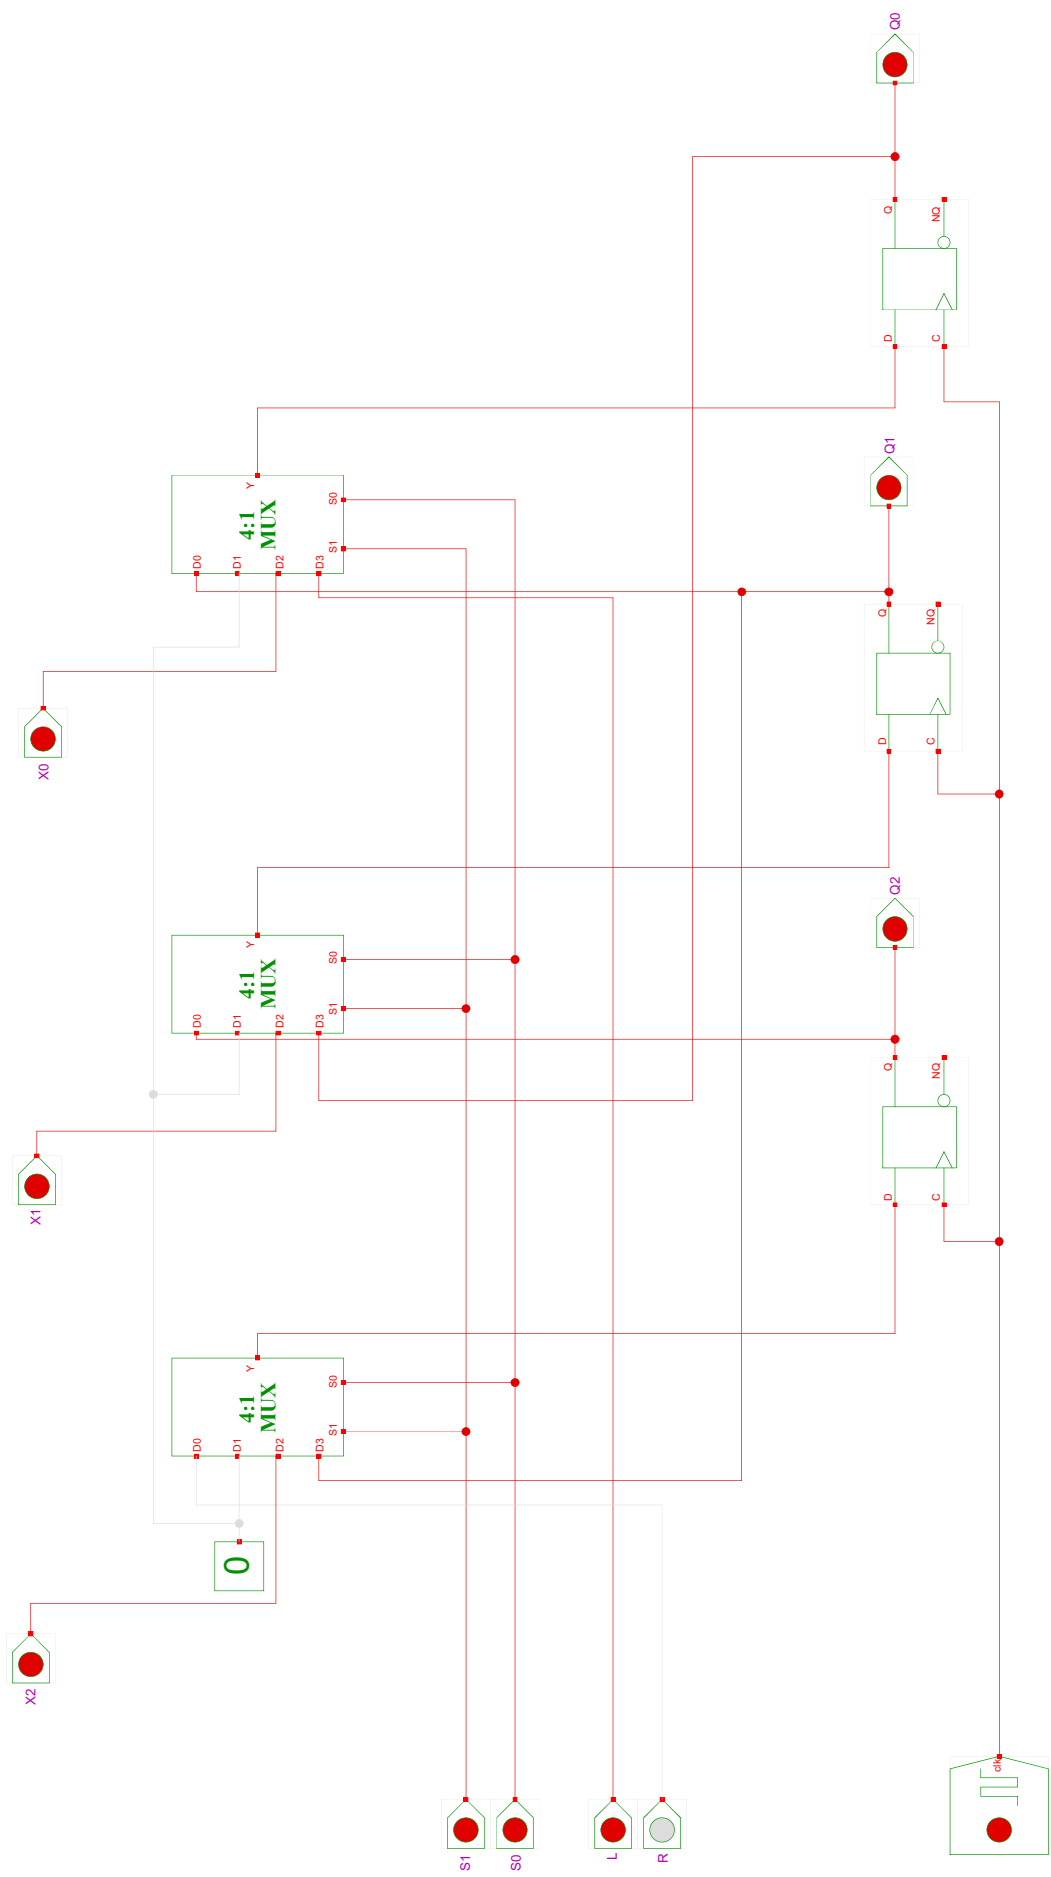 X2
X1
X0
0
D0
D1
D2
D3
4:1
MUX
Y
S1
S0
D0
D1
D2
D3
4:1
MUX
Y
S1
S0
D0
D1
D2
D3
4:1
MUX
Y
S1
S0
S1
S0
L
R
D
Q
C
NQ
Q2
D
Q
C
NQ
Q1
D
Q
C
NQ
Q0
clk